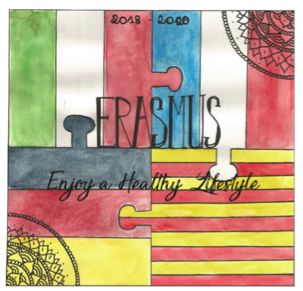 2018 - 2020
ERASMUS
Enjoy a Healthy Lifestyle